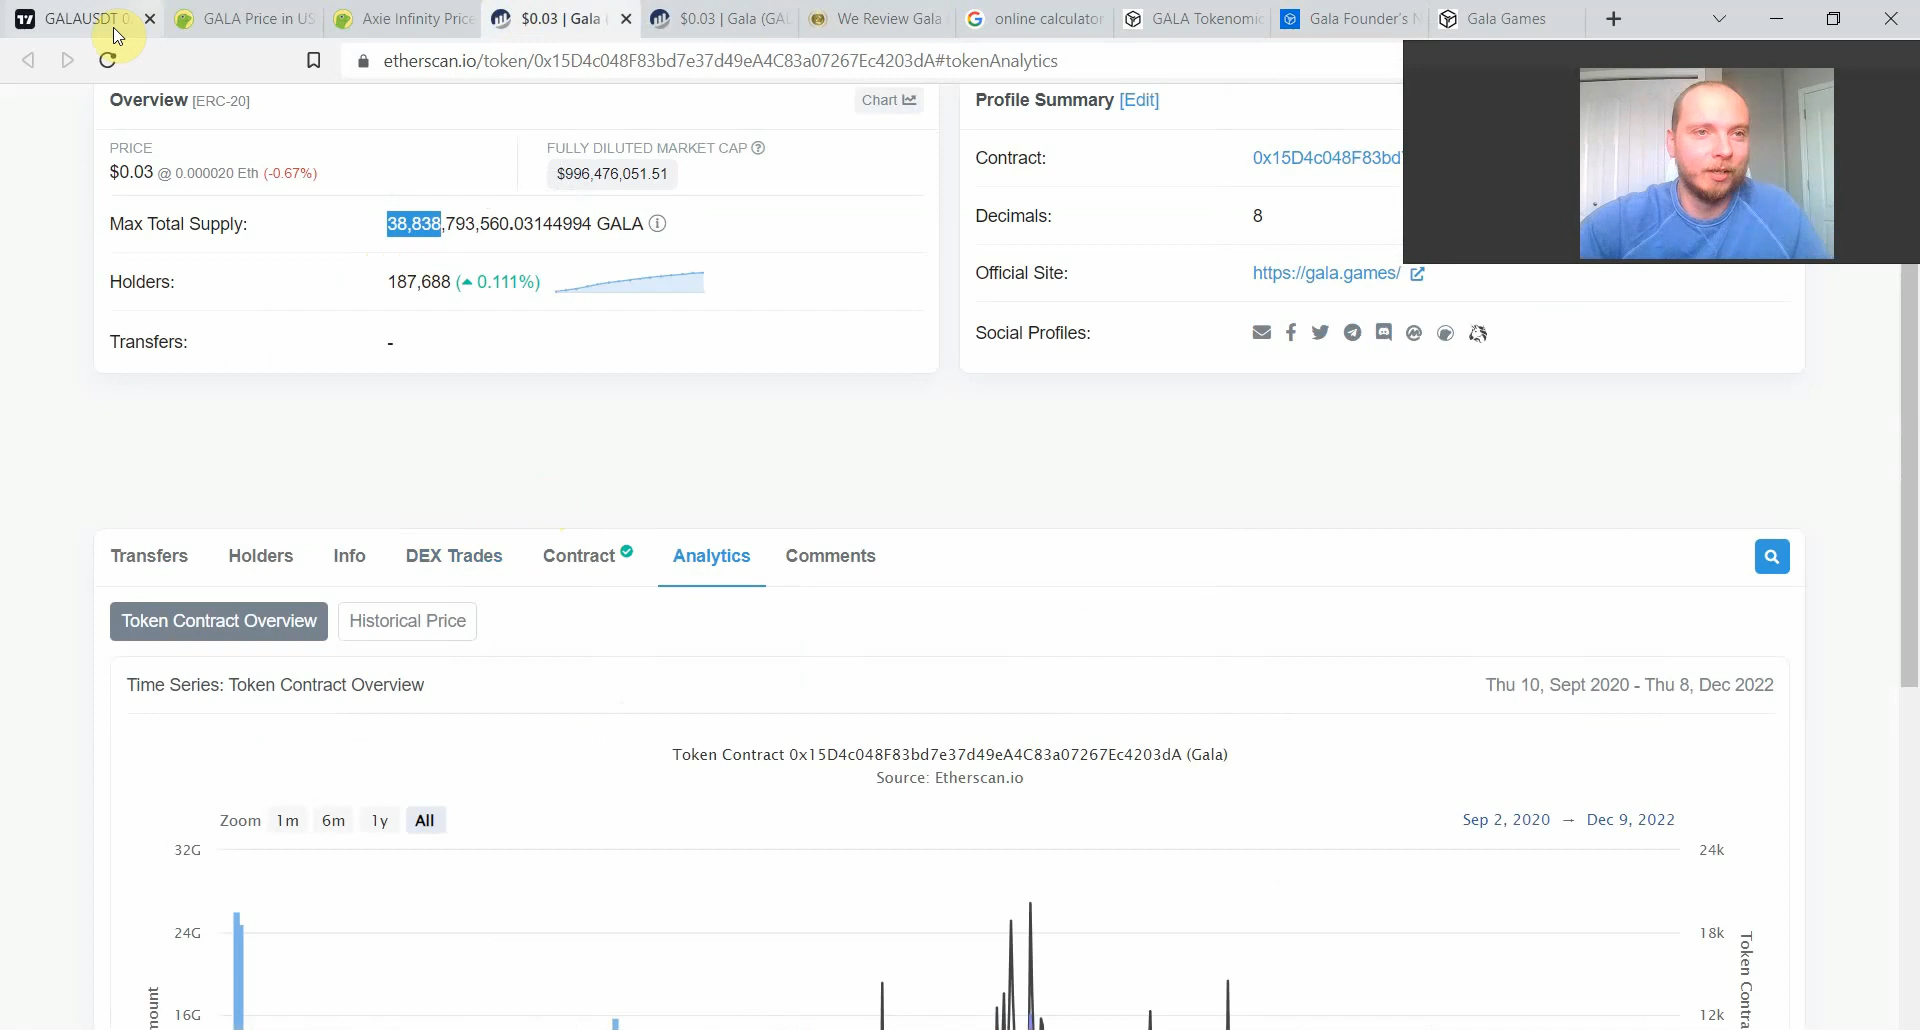 GALAUSDT 0.
GALA Price in US
Axie Infinity Price
$0.03 | Gala
$0.03 | Gala (GAL
We Review Gala
online calculator
GALA Tokenomic
Gala Founder's N
Gala Games
etherscan.io/token/0x15D4c048F83bd7e37d49eA4C83a07267Ec4203dA#tokenAnalytics
Overview [ERC-20]
Chart
PRICE
FULLY DILUTED MARKET CAP
$0.03 @ 0.000020 Eth (-0.67%)
$996,476,051.51
Max Total Supply:
38,838,793,560.03144994 GALA
Holders:
187,688 (0.111%)
Transfers:
-
Profile Summary [Edit]
Contract:
0x15D4c048F83bd7
Decimals:
8
Official Site:
https://gala.games/
Social Profiles:
Transfers
Holders
Info
DEX Trades
Contract
Analytics
Comments
Token Contract Overview
Historical Price
Time Series: Token Contract Overview
Thu 10, Sept 2020 - Thu 8, Dec 2022
Token Contract 0x15D4c048F83bd7e37d49eA4C83a07267Ec4203dA (Gala)
Source: Etherscan.io
Zoom 1m 6m 1y All
Sep 2, 2020 → Dec 9, 2022
32G
24k
24G
18k
16G
12k
mount
Token Contra